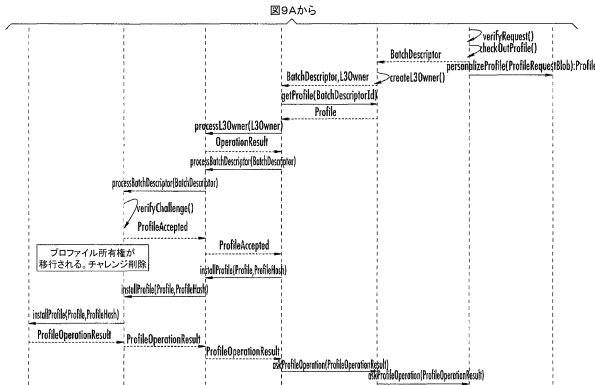 図9Aから
verifyRequest()
checkOutProfile()
BatchDescriptor
personalizeProfile(ProfileRequestBlob):Profile
BatchDescriptor,L3Owner
createL3Owner()
getProfile(BatchDescriptorId)
Profile
processL3Owner(L3Owner)
OperationResult
processBatchDescriptor(BatchDescriptor)
processBatchDescriptor(BatchDescriptor)
verifyChallenge()
ProfileAccepted
ProfileAccepted
プロファイル所有権が
移行される。チャレンジ削除
installProfile(Profile,ProfileHash)
installProfile(Profile,ProfileHash)
installProfile(Profile,ProfileHash)
ProfileOperationResult
ProfileOperationResult
ProfileOperationResult
askProfileOperation(ProfileOperationResult)
askProfileOperation(ProfileOperationResult)